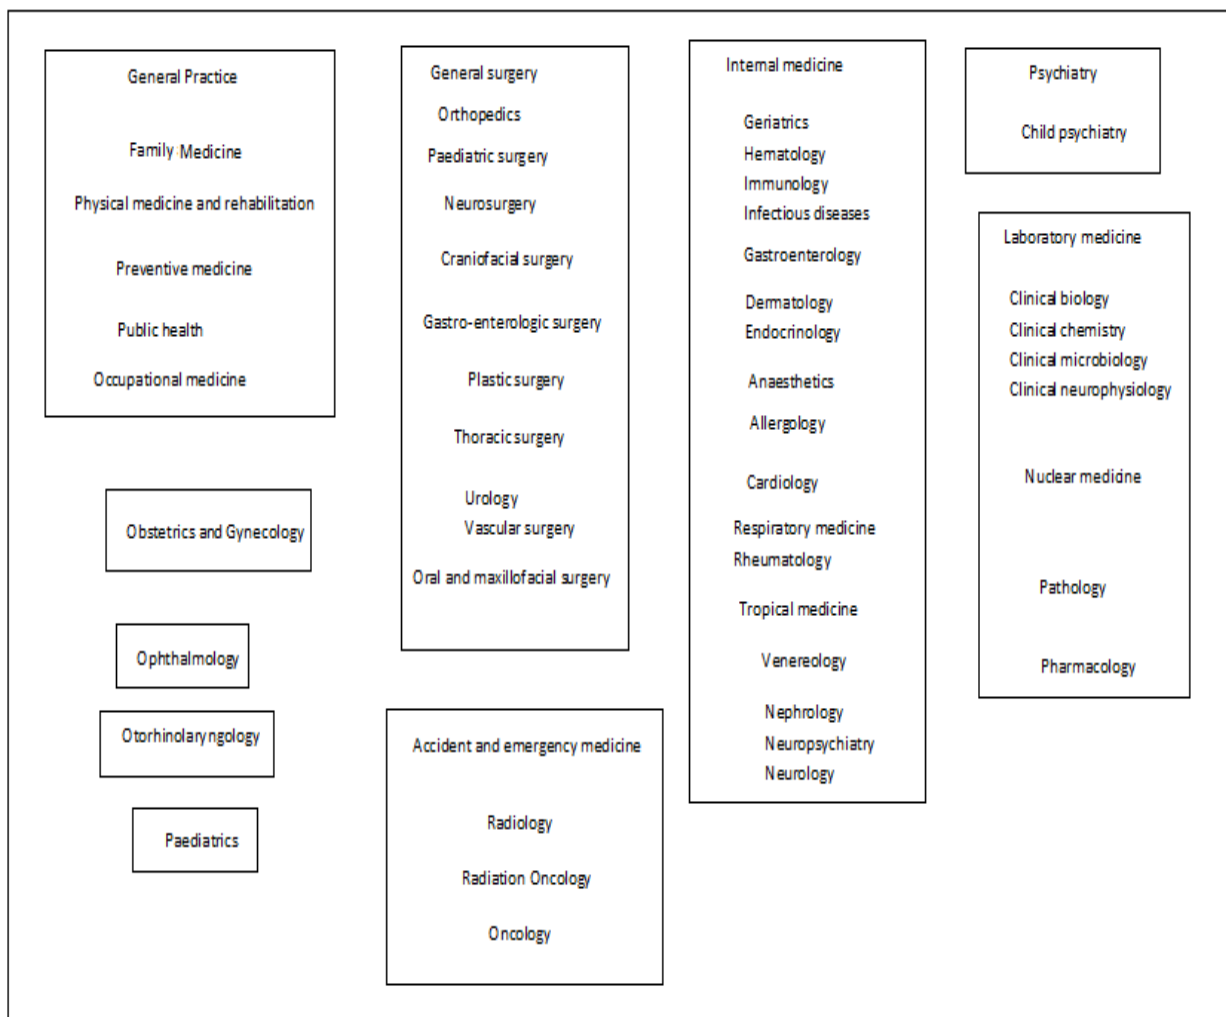 General Practice
Family Medicine
Physical medicine and rehabilitation
Preventive medicine
Public health
Occupational medicine
Obstetrics and Gynecology
Ophthalmology
Otorhinolaryngology
Paediatrics
General surgery
Orthopedics
Paediatric surgery
Neurosurgery
Craniofacial surgery
Gastro-enterologic surgery
Plastic surgery
Thoracic surgery
Urology
Vascular surgery
Oral and maxillofacial surgery
Accident and emergency medicine
Radiology
Radiation Oncology
Oncology
Internal medicine
Geriatrics
Hematology
Immunology
Infectious diseases
Gastroenterology
Dermatology
Endocrinology
Anaesthetics
Allergology
Cardiology
Respiratory medicine
Rheumatology
Tropical medicine
Venereology
Nephrology
Neuropsychiatry
Neurology
Psychiatry
Child psychiatry
Laboratory medicine
Clinical biology
Clinical chemistry
Clinical microbiology
Clinical neurophysiology
Nuclear medicine
Pathology
Pharmacology